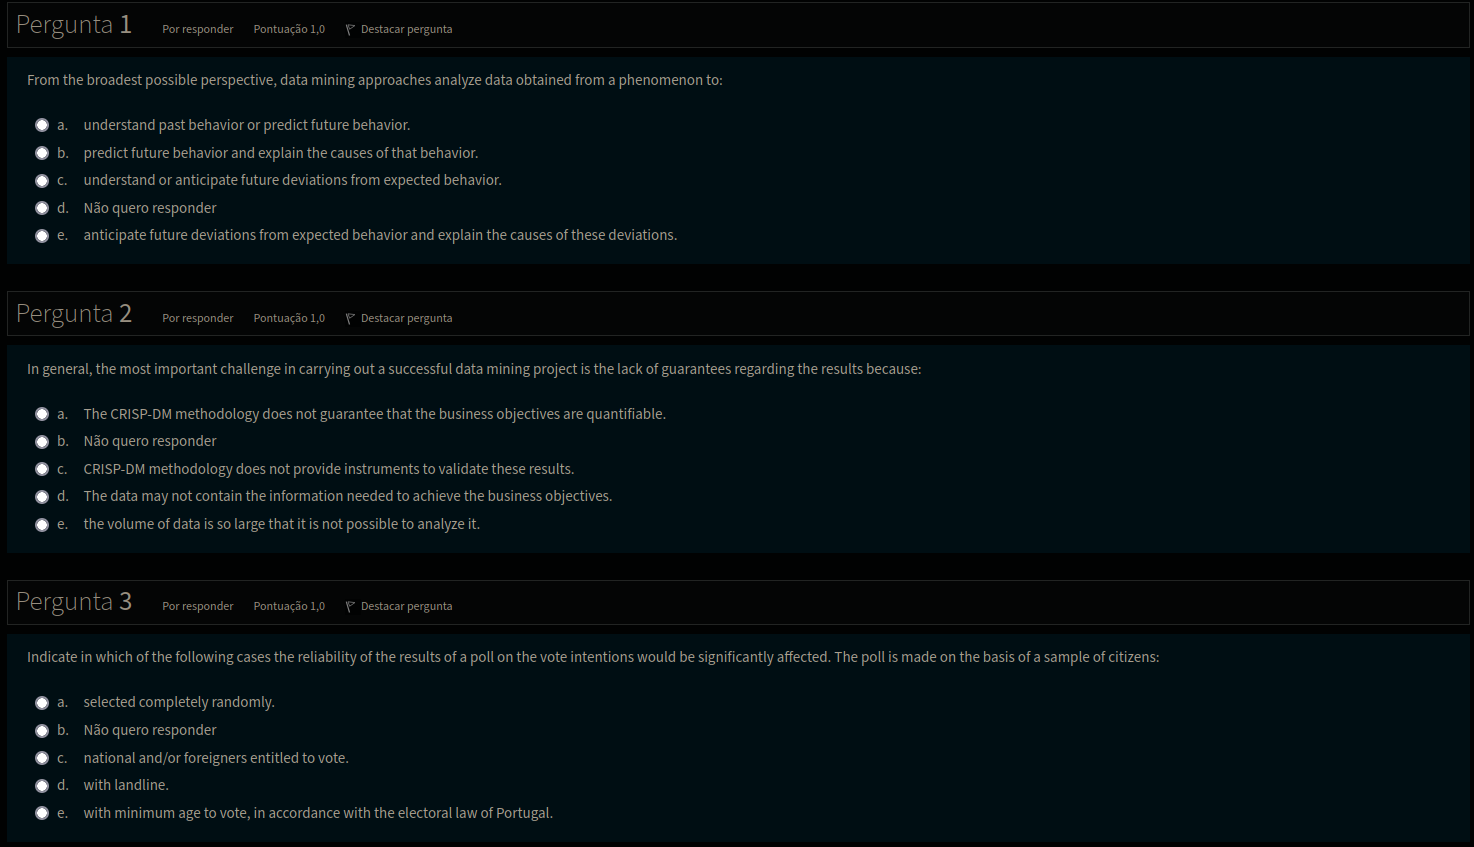 Pergunta 1 Por responder Pontuação 1,0 Destacar pergunta
From the broadest possible perspective, data mining approaches analyze data obtained from a phenomenon to:
a. understand past behavior or predict future behavior.
b. predict future behavior and explain the causes of that behavior.
c. understand or anticipate future deviations from expected behavior.
d. Não quero responder
e. anticipate future deviations from expected behavior and explain the causes of these deviations.
Pergunta 2 Por responder Pontuação 1,0 Destacar pergunta
In general, the most important challenge in carrying out a successful data mining project is the lack of guarantees regarding the results because:
a. The CRISP-DM methodology does not guarantee that the business objectives are quantifiable.
b. Não quero responder
c. CRISP-DM methodology does not provide instruments to validate these results.
d. The data may not contain the information needed to achieve the business objectives.
e. the volume of data is so large that it is not possible to analyze it.
Pergunta 3 Por responder Pontuação 1,0 Destacar pergunta
Indicate in which of the following cases the reliability of the results of a poll on the vote intentions would be significantly affected. The poll is made on the basis of a sample of citizens:
a. selected completely randomly.
b. Não quero responder
c. national and/or foreigners entitled to vote.
d. with landline.
e. with minimum age to vote, in accordance with the electoral law of Portugal.